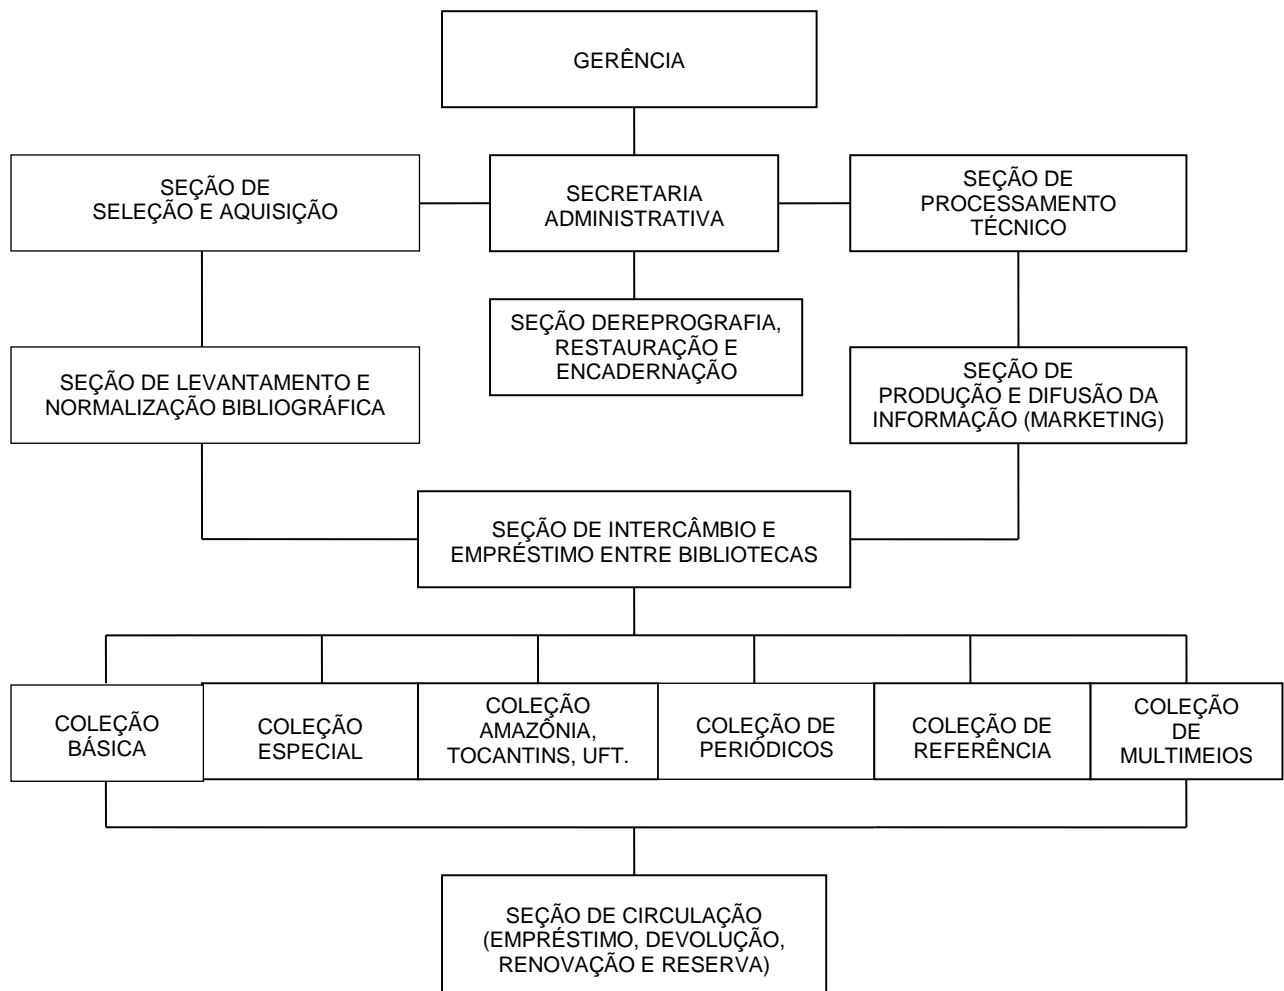 GERÊNCIA
SEÇÃO DE
SELEÇÃO E AQUISIÇÃO
SECRETARIA
ADMINISTRATIVA
SEÇÃO DE
PROCESSAMENTO
TÉCNICO
SEÇÃO DEREPROGRAFIA,
RESTAURAÇÃO E
ENCADERNAÇÃO
SEÇÃO DE LEVANTAMENTO E
NORMALIZAÇÃO BIBLIOGRÁFICA
SEÇÃO DE
PRODUÇÃO E DIFUSÃO DA
INFORMAÇÃO (MARKETING)
SEÇÃO DE INTERCÂMBIO E
EMPRÉSTIMO ENTRE BIBLIOTECAS
COLEÇÃO
BÁSICA
COLEÇÃO
ESPECIAL
COLEÇÃO
AMAZÔNIA,
TOCANTINS, UFT.
COLEÇÃO DE
PERIÓDICOS
COLEÇÃO DE
REFERÊNCIA
COLEÇÃO
DE
MULTIMEIOS
SEÇÃO DE CIRCULAÇÃO
(EMPRÉSTIMO, DEVOLUÇÃO,
RENOVAÇÃO E RESERVA)